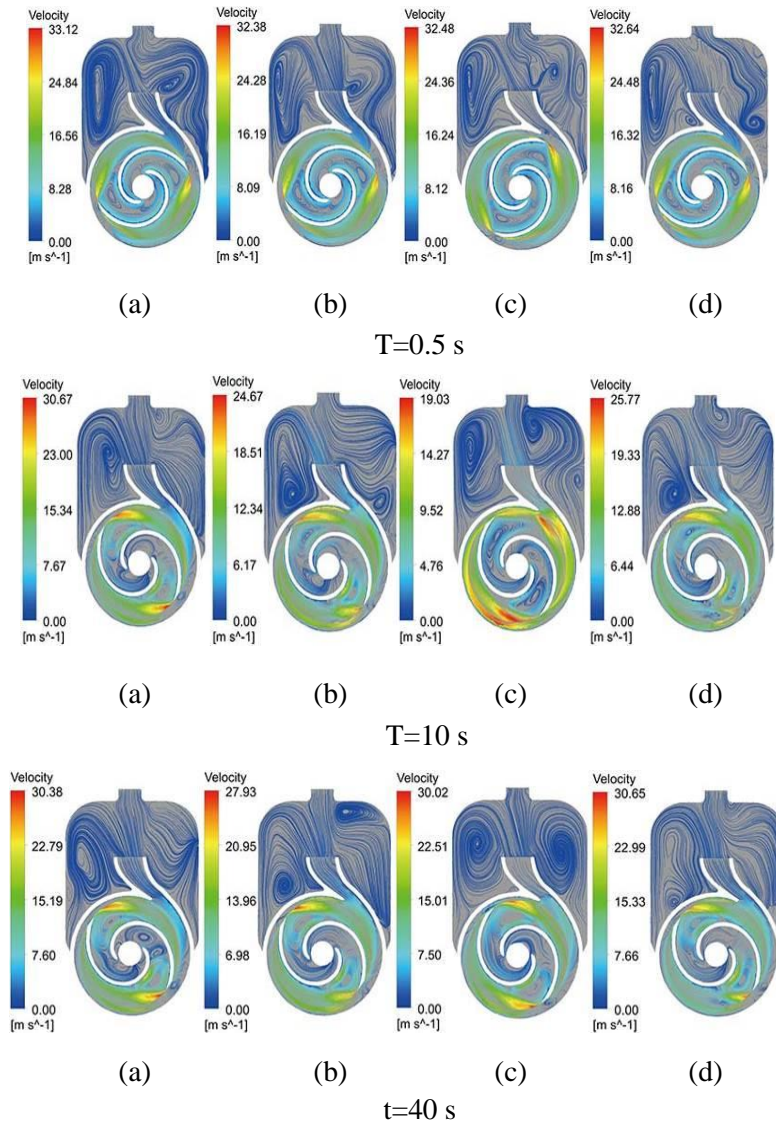 Velocity Velocity Velocity Velocity
33.12 32.38 32.48 32.64
24.84 24.28 24.36 24.48
16.56 16.19 16.24 16.32
8.28 8.09 8.12 8.16
0.00 0.00 0.00 0.00
[m s^-1] [m s^-1] [m s^-1] [m s^-1]
(a) (b) (c) (d)
T=0.5 s
Velocity Velocity Velocity Velocity
30.67 24.67 19.03 25.77
23.00 18.51 14.27 19.33
15.34 12.34 9.52 12.88
7.67 6.17 4.76 6.44
0.00 0.00 0.00 0.00
[m s^-1] [m s^-1] [m s^-1] [m s^-1]
(a) (b) (c) (d)
T=10 s
Velocity Velocity Velocity Velocity
30.38 27.93 30.02 30.65
22.79 20.95 22.51 22.99
15.19 13.96 15.01 15.33
7.60 6.98 7.50 7.66
0.00 0.00 0.00 0.00
[m s^-1] [m s^-1] [m s^-1] [m s^-1]
(a) (b) (c) (d)
t=40 s